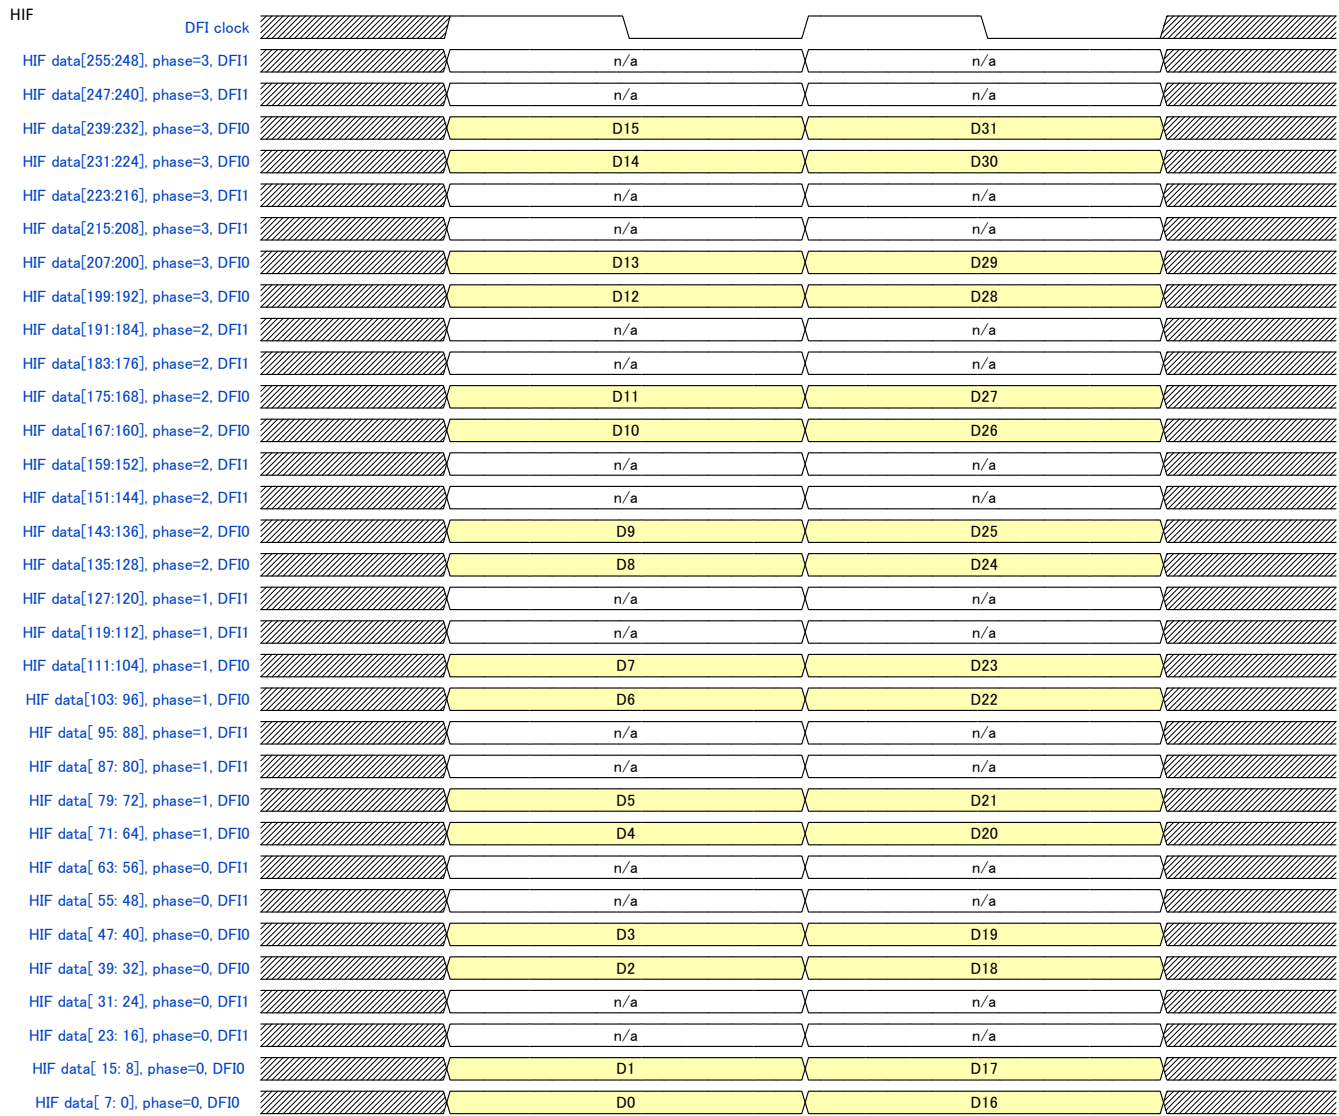 HIF
DFI clock
HIF data[255:248], phase=3, DFI1 n/a n/a
HIF data[247:240], phase=3, DFI1 n/a n/a
HIF data[239:232], phase=3, DFI0 D15 D31
HIF data[231:224], phase=3, DFI0 D14 D30
HIF data[223:216], phase=3, DFI1 n/a n/a
HIF data[215:208], phase=3, DFI1 n/a n/a
HIF data[207:200], phase=3, DFI0 D13 D29
HIF data[199:192], phase=3, DFI0 D12 D28
HIF data[191:184], phase=2, DFI1 n/a n/a
HIF data[183:176], phase=2, DFI1 n/a n/a
HIF data[175:168], phase=2, DFI0 D11 D27
HIF data[167:160], phase=2, DFI0 D10 D26
HIF data[159:152], phase=2, DFI1 n/a n/a
HIF data[151:144], phase=2, DFI1 n/a n/a
HIF data[143:136], phase=2, DFI0 D9 D25
HIF data[135:128], phase=2, DFI0 D8 D24
HIF data[127:120], phase=1, DFI1 n/a n/a
HIF data[119:112], phase=1, DFI1 n/a n/a
HIF data[111:104], phase=1, DFI0 D7 D23
HIF data[103: 96], phase=1, DFI0 D6 D22
HIF data[ 95: 88], phase=1, DFI1 n/a n/a
HIF data[ 87: 80], phase=1, DFI1 n/a n/a
HIF data[ 79: 72], phase=1, DFI0 D5 D21
HIF data[ 71: 64], phase=1, DFI0 D4 D20
HIF data[ 63: 56], phase=0, DFI1 n/a n/a
HIF data[ 55: 48], phase=0, DFI1 n/a n/a
HIF data[ 47: 40], phase=0, DFI0 D3 D19
HIF data[ 39: 32], phase=0, DFI0 D2 D18
HIF data[ 31: 24], phase=0, DFI1 n/a n/a
HIF data[ 23: 16], phase=0, DFI1 n/a n/a
HIF data[ 15: 8], phase=0, DFI0 D1 D17
HIF data[ 7: 0], phase=0, DFI0 D0 D16